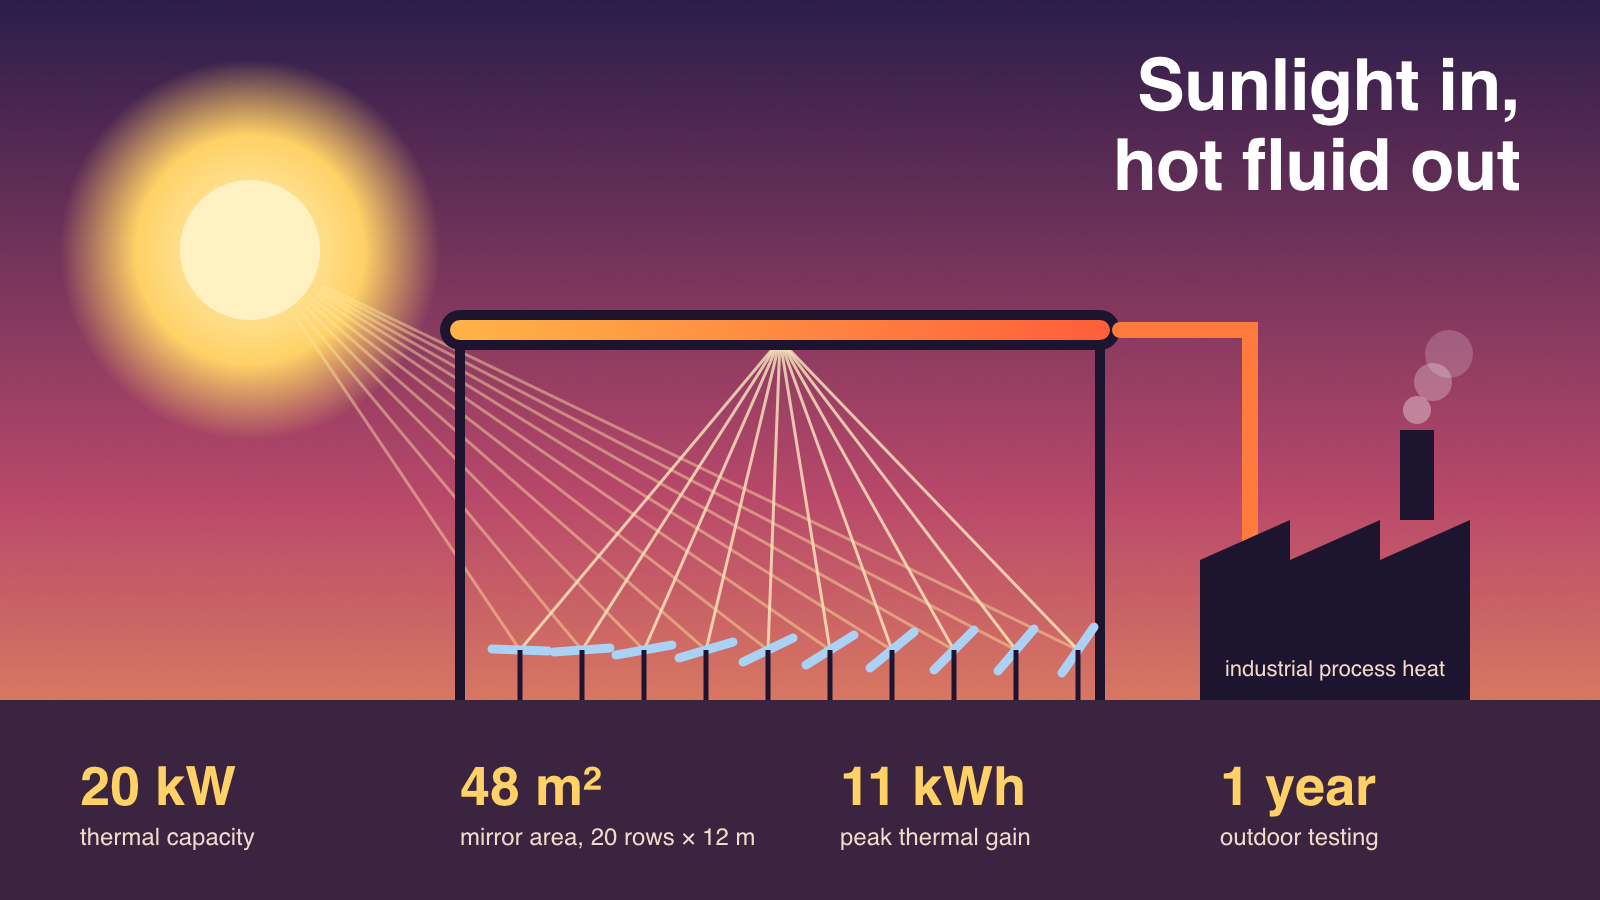 Sunlight in,
hot fluid out
industrial process heat
20 kW
thermal capacity
48 m²
mirror area, 20 rows × 12 m
11 kWh
peak thermal gain
1 year
outdoor testing